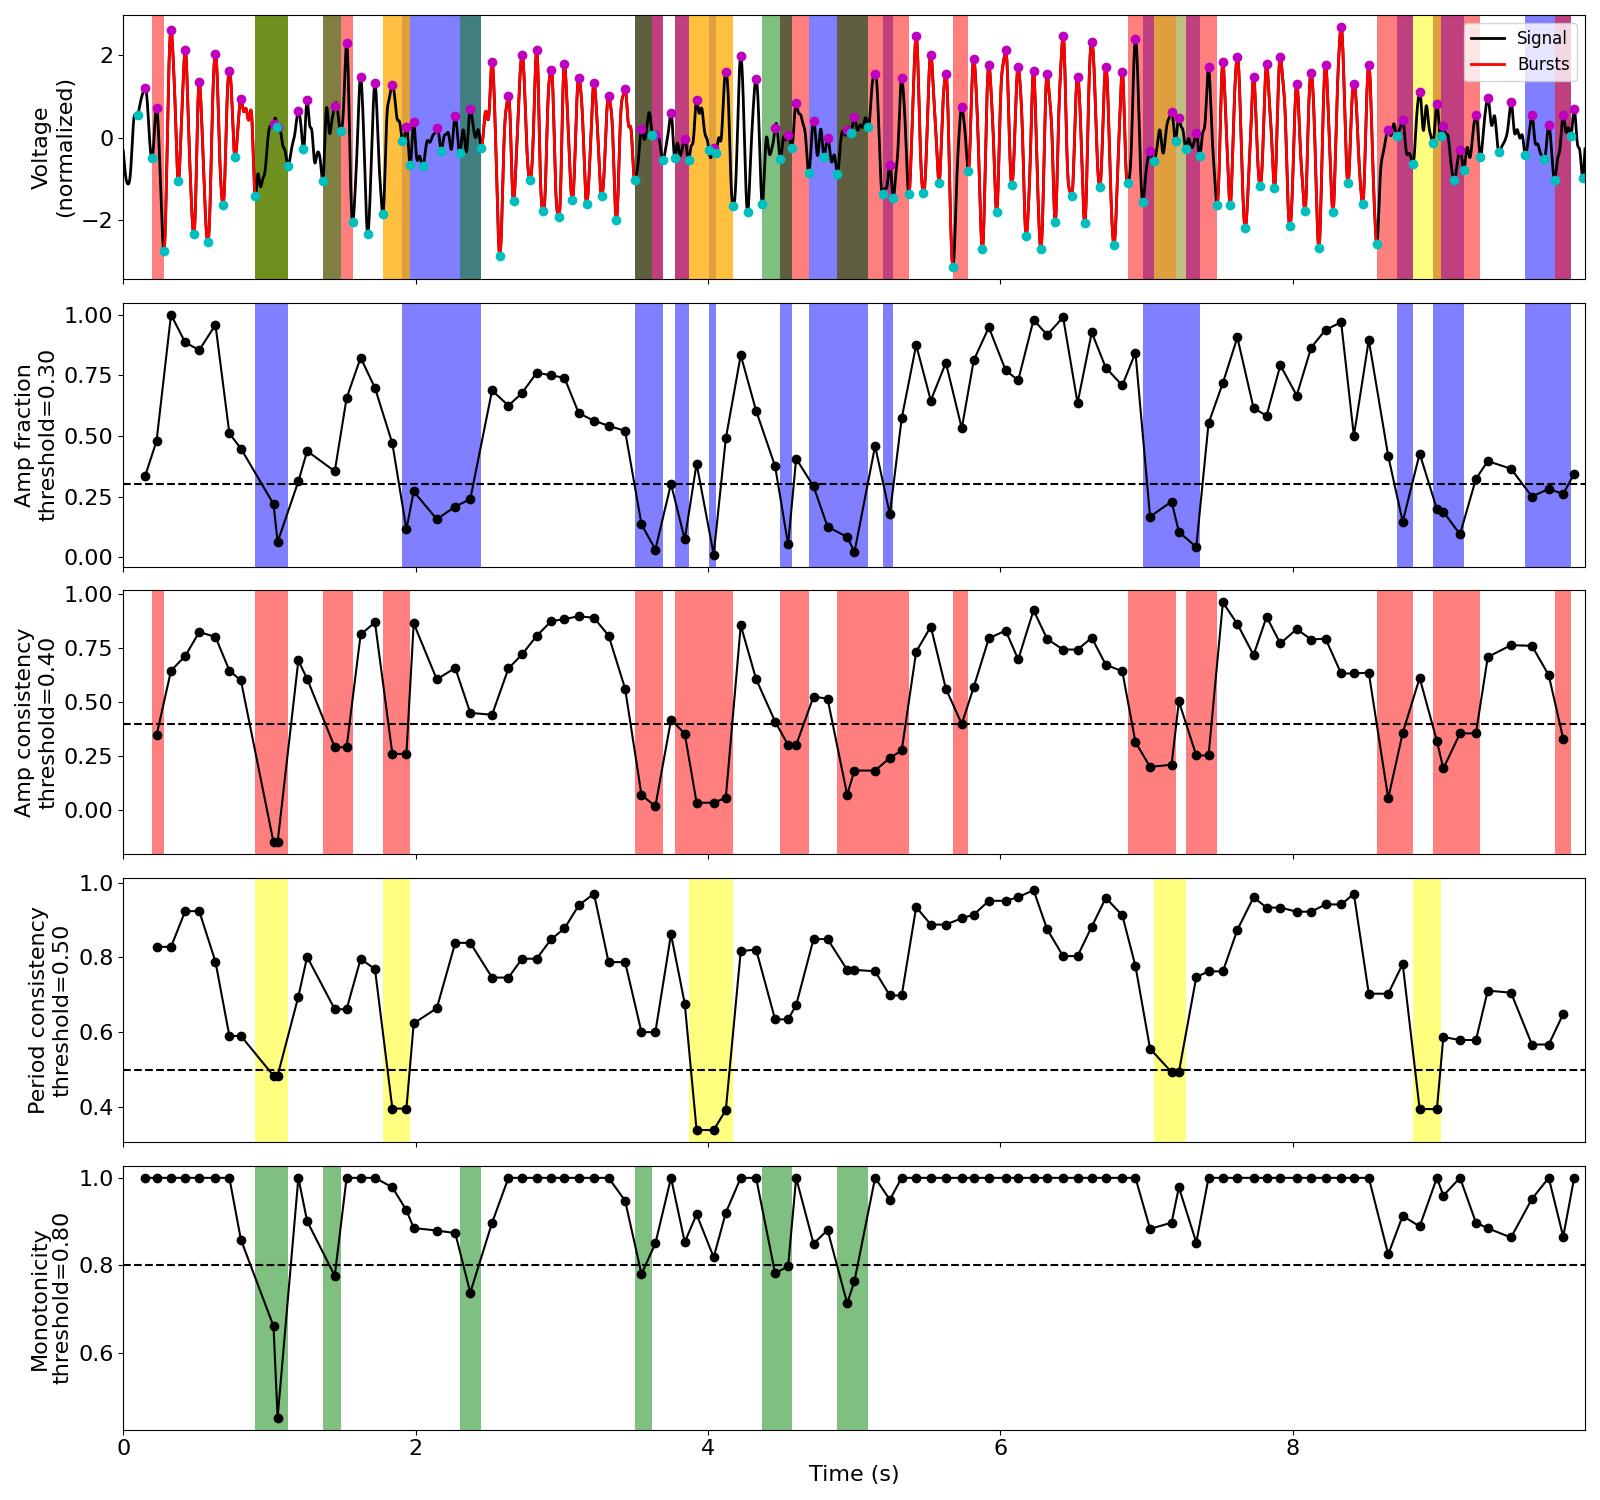 Voltage
(normalized)
2
0
−2
Signal
Bursts
Amp fraction
threshold=0.30
1.00
0.75
0.50
0.25
0.00
Amp consistency
threshold=0.40
1.00
0.75
0.50
0.25
0.00
Period consistency
threshold=0.50
1.0
0.8
0.6
0.4
Monotonicity
threshold=0.80
1.0
0.8
0.6
0
2
4
6
8
Time (s)